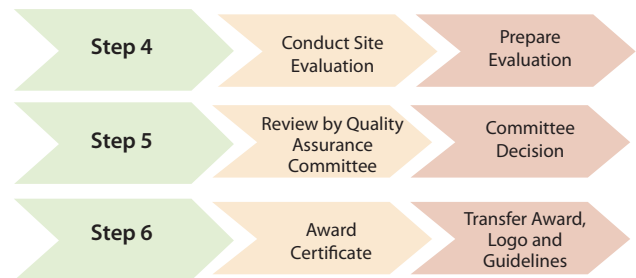 Step 4
Conduct Site
Evaluation
Prepare
Evaluation
Step 5
Review by Quality
Assurance
Committee
Committee
Decision
Step 6
Award
Certificate
Transfer Award,
Logo and
Guidelines